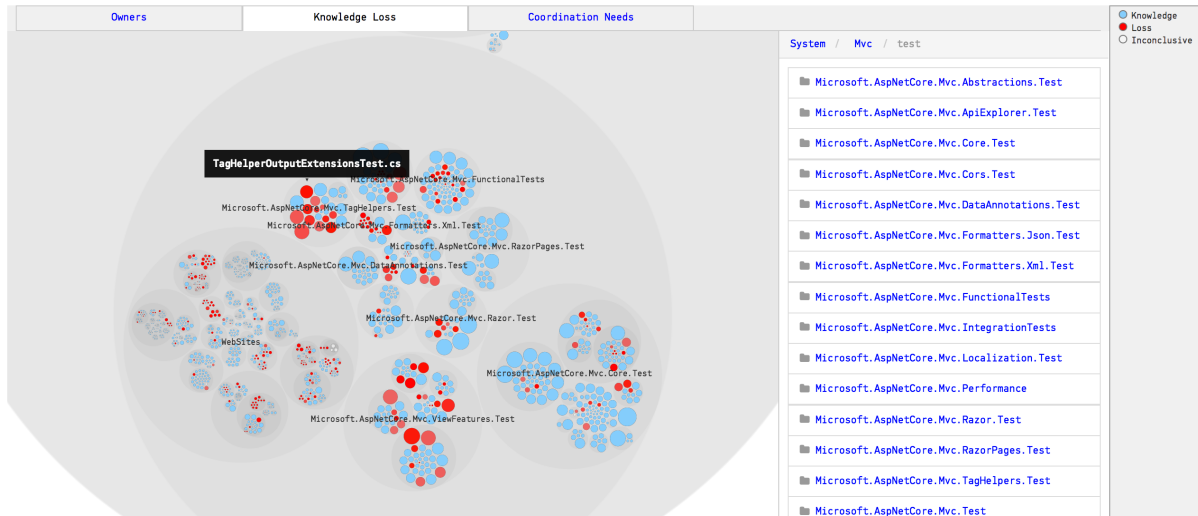 Owners
Knowledge Loss
Coordination Needs
Knowledge
Loss
Inconclusive
System / Mvc / test
TagHelperOutputExtensionsTest.cs
Microsoft.AspNetCore.Mvc.FunctionalTests
Microsoft.AspNetCore.Mvc.TagHelpers.Test
Microsoft.AspNetCore.Mvc.Formatters.Xml.Test
Microsoft.AspNetCore.Mvc.RazorPages.Test
Microsoft.AspNetCore.Mvc.DataAnnotations.Test
Microsoft.AspNetCore.Mvc.Razor.Test
WebSites
Microsoft.AspNetCore.Mvc.Core.Test
Microsoft.AspNetCore.Mvc.ViewFeatures.Test
Microsoft.AspNetCore.Mvc.Abstractions.Test
Microsoft.AspNetCore.Mvc.ApiExplorer.Test
Microsoft.AspNetCore.Mvc.Core.Test
Microsoft.AspNetCore.Mvc.Cors.Test
Microsoft.AspNetCore.Mvc.DataAnnotations.Test
Microsoft.AspNetCore.Mvc.Formatters.Json.Test
Microsoft.AspNetCore.Mvc.Formatters.Xml.Test
Microsoft.AspNetCore.Mvc.FunctionalTests
Microsoft.AspNetCore.Mvc.IntegrationTests
Microsoft.AspNetCore.Mvc.Localization.Test
Microsoft.AspNetCore.Mvc.Performance
Microsoft.AspNetCore.Mvc.Razor.Test
Microsoft.AspNetCore.Mvc.RazorPages.Test
Microsoft.AspNetCore.Mvc.TagHelpers.Test
Microsoft.AspNetCore.Mvc.Test